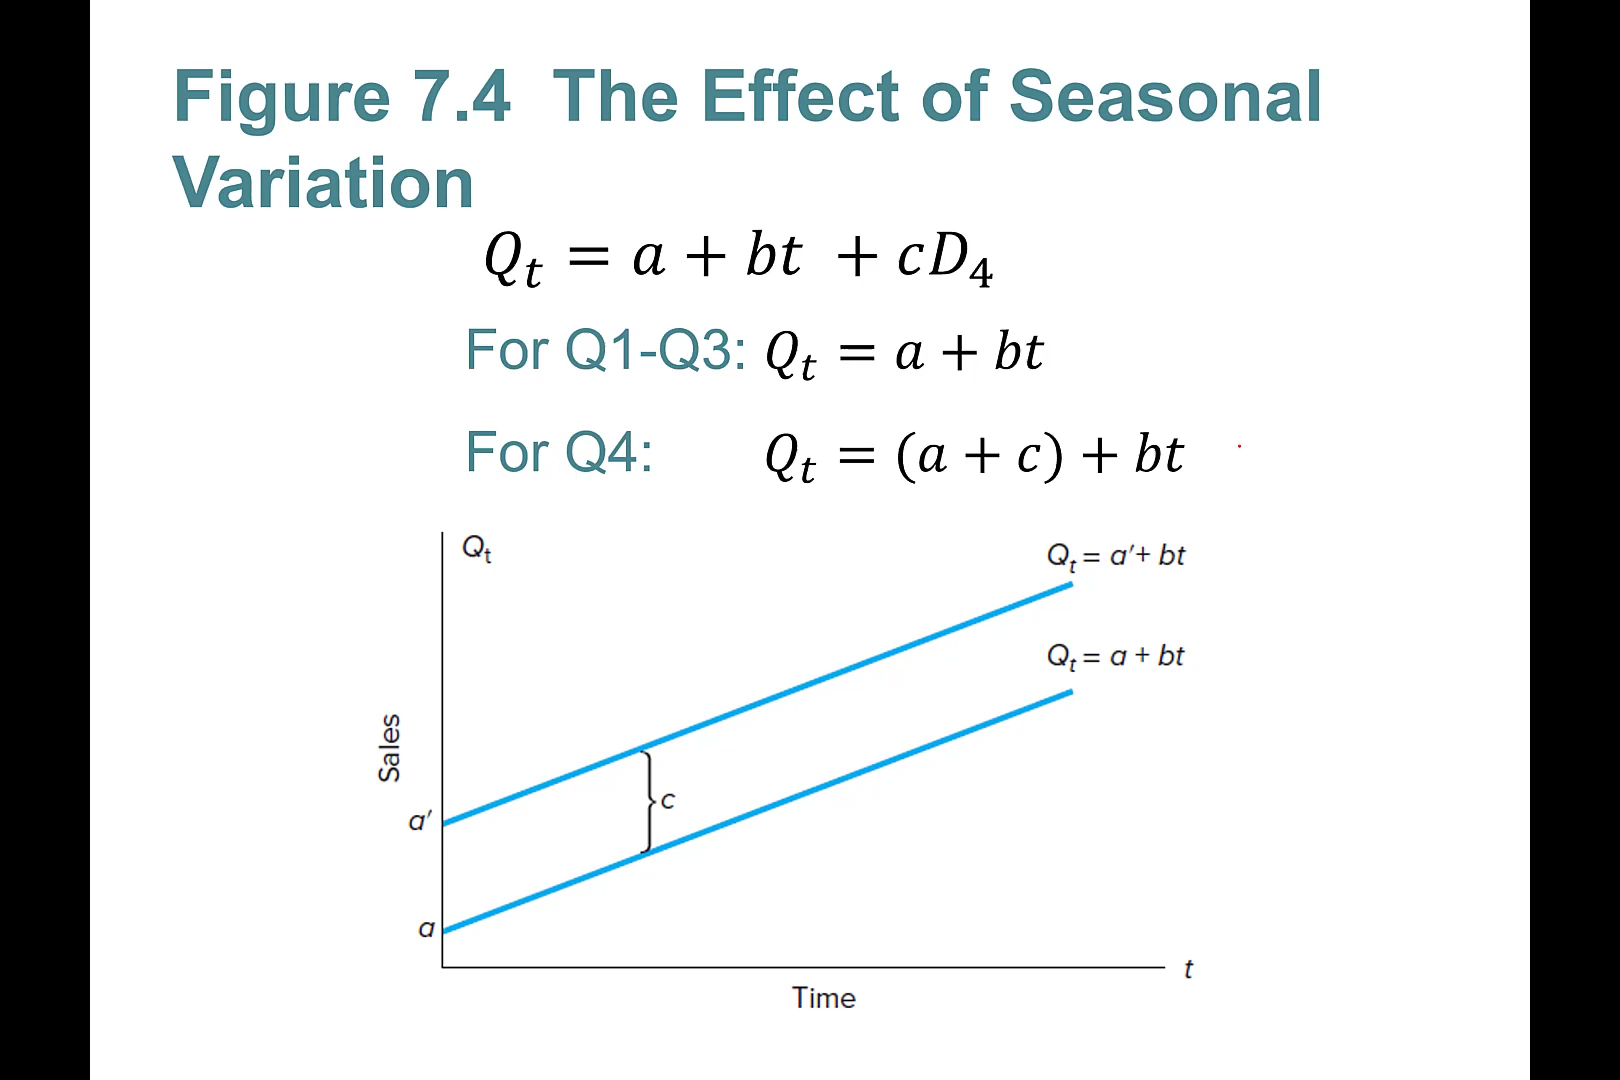 Figure 7.4 The Effect of Seasonal
Variation
Qₜ = a + bt + cD₄
For Q1-Q3: Qₜ = a + bt
For Q4: Qₜ = (a + c) + bt
Qₜ
Qₜ = a′+ bt
Qₜ = a + bt
Sales
c
a′
a
t
Time